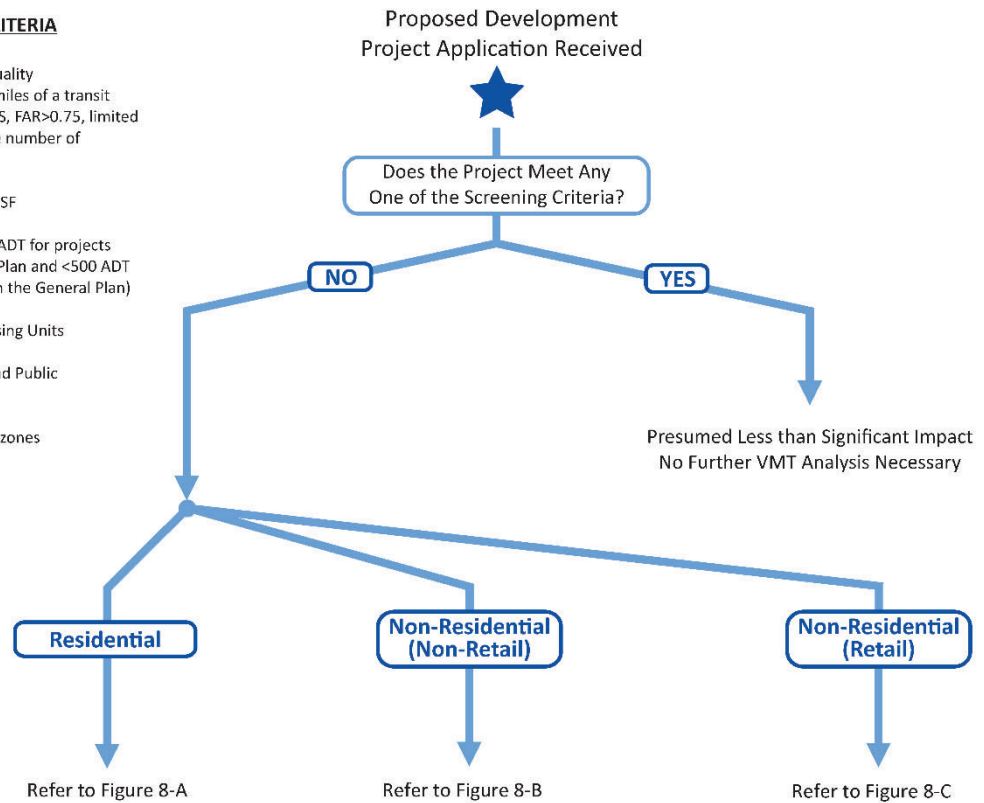 ITERIA
uality
miles of a transit
S, FAR>0.75, limited
number of
SF
ADT for projects
Plan and <500 ADT
the General Plan)
sing Units
d Public
zones
Proposed Development
Project Application Received
Does the Project Meet Any
One of the Screening Criteria?
NO
YES
Presumed Less than Significant Impact
No Further VMT Analysis Necessary
Residential
Non-Residential
(Non-Retail)
Non-Residential
(Retail)
Refer to Figure 8-A
Refer to Figure 8-B
Refer to Figure 8-C